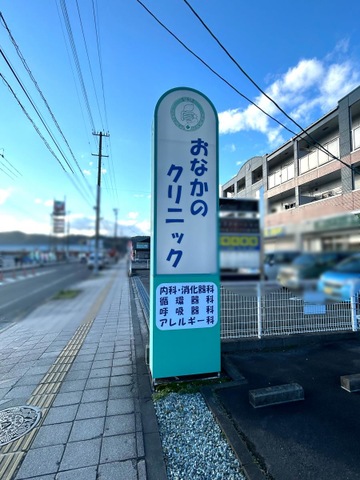 おなかの
クリニック
内科・消化器科
循環器科
呼吸器科
アレルギー科